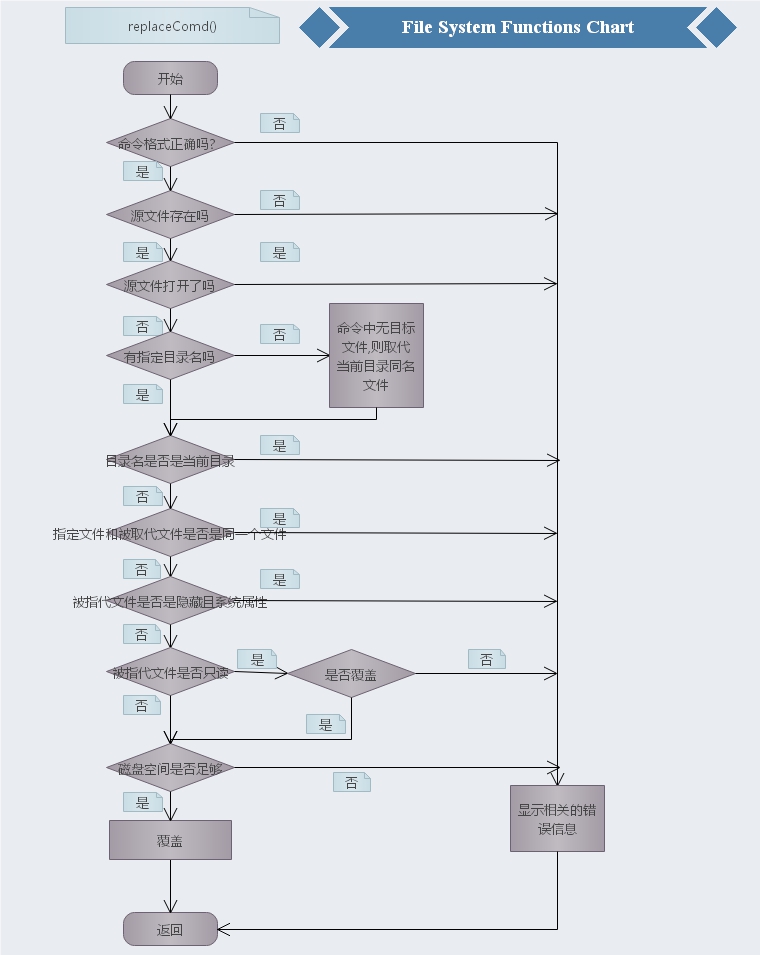 replaceComd()
File System Functions Chart
开始
否
命令格式正确吗?
是
否
源文件存在吗
是
是
源文件打开了吗
否
否
命令中无目标
文件,则取代
当前目录同名
文件
有指定目录名吗
是
是
目录名是否是当前目录
否
是
指定文件和被取代文件是否是同一个文件
否
是
被指代文件是否是隐藏且系统属性
否
是
否
被指代文件是否只读
是否覆盖
否
是
磁盘空间是否足够
否
是
显示相关的错
误信息
覆盖
返回